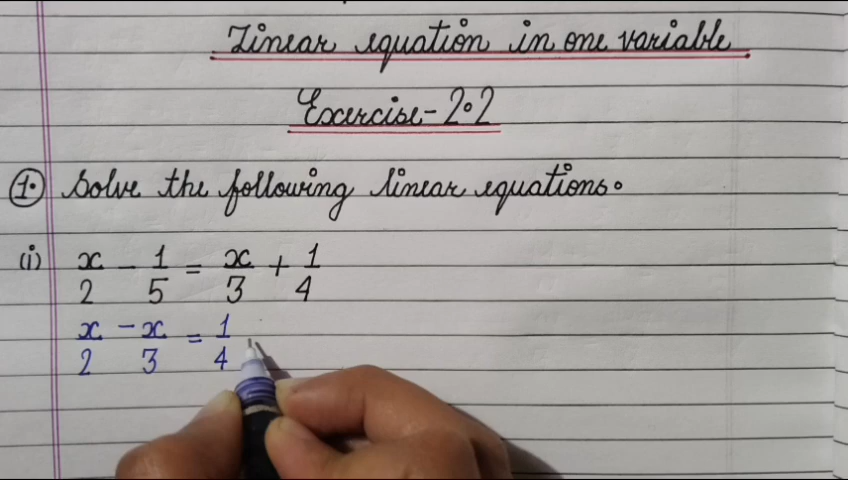 Linear equation in one variable
Exercise-2.2
1. Solve the following linear equations.
(i) x/2 - 1/5 = x/3 + 1/4
x/2 - x/3 = 1/4